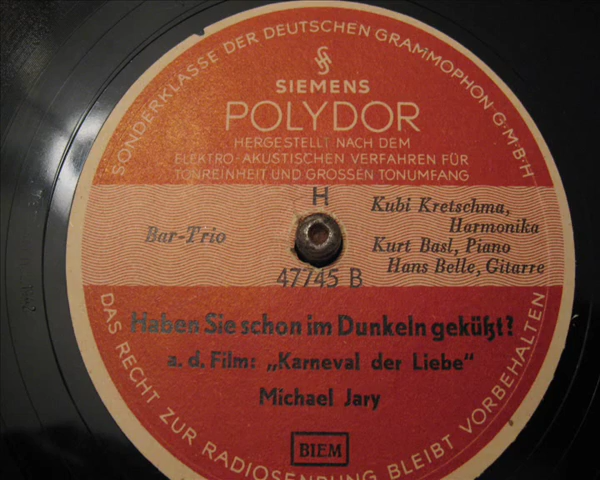 SONDERKLASSE DER DEUTSCHEN GRAMMOPHON-G·M·B·H
SIEMENS
POLYDOR
HERGESTELLT NACH DEM
ELEKTRO-AKUSTISCHEN VERFAHREN FÜR
TONREINHEIT UND GROSSEN TONUMFANG
H
Bar-Trio
Kubi Kretschma,
Harmonika
Kurt Basl, Piano
Hans Belle, Gitarre
47745 B
Haben Sie schon im Dunkeln geküßt?
a. d. Film: „Karneval der Liebe"
Michael Jary
BIEM
DAS RECHT ZUR RADIOSENDUNG BLEIBT VORBEHALTEN